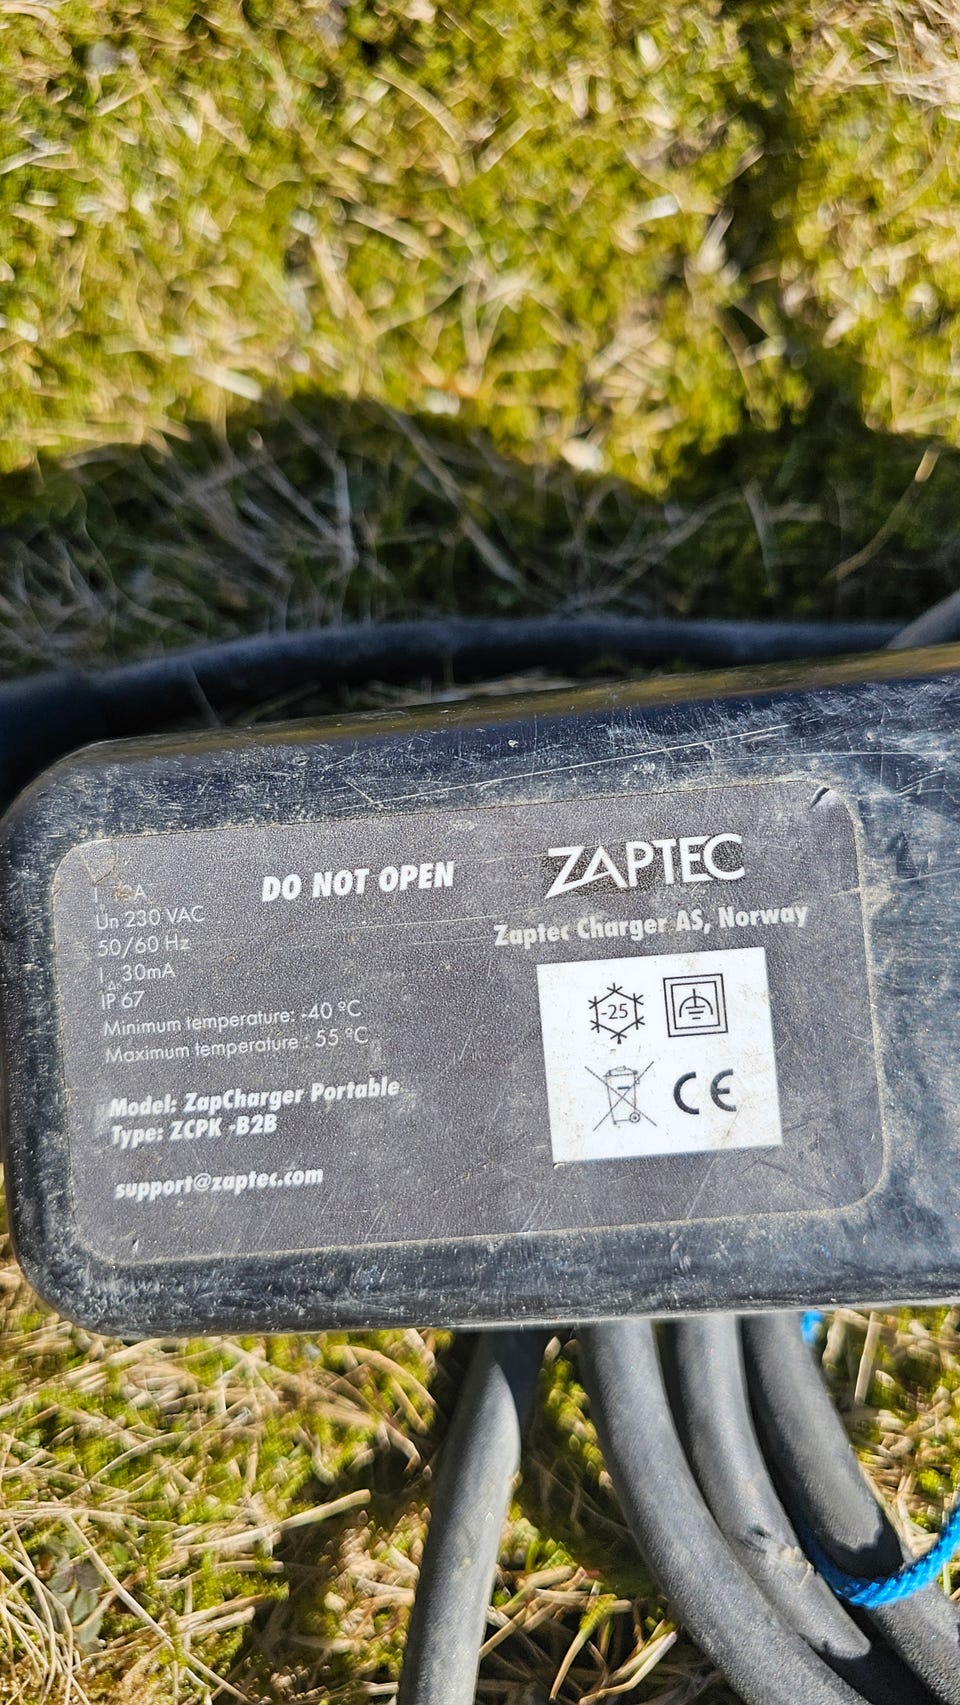 DO NOT OPEN
ZAPTEC
Zaptec Charger AS, Norway
Un 230 VAC
50/60 Hz
I△ 30mA
IP 67
Minimum temperature: -40 °C
Maximum temperature : 55 °C
Model: ZapCharger Portable
Type: ZCPK -B2B
support@zaptec.com
-25
CE